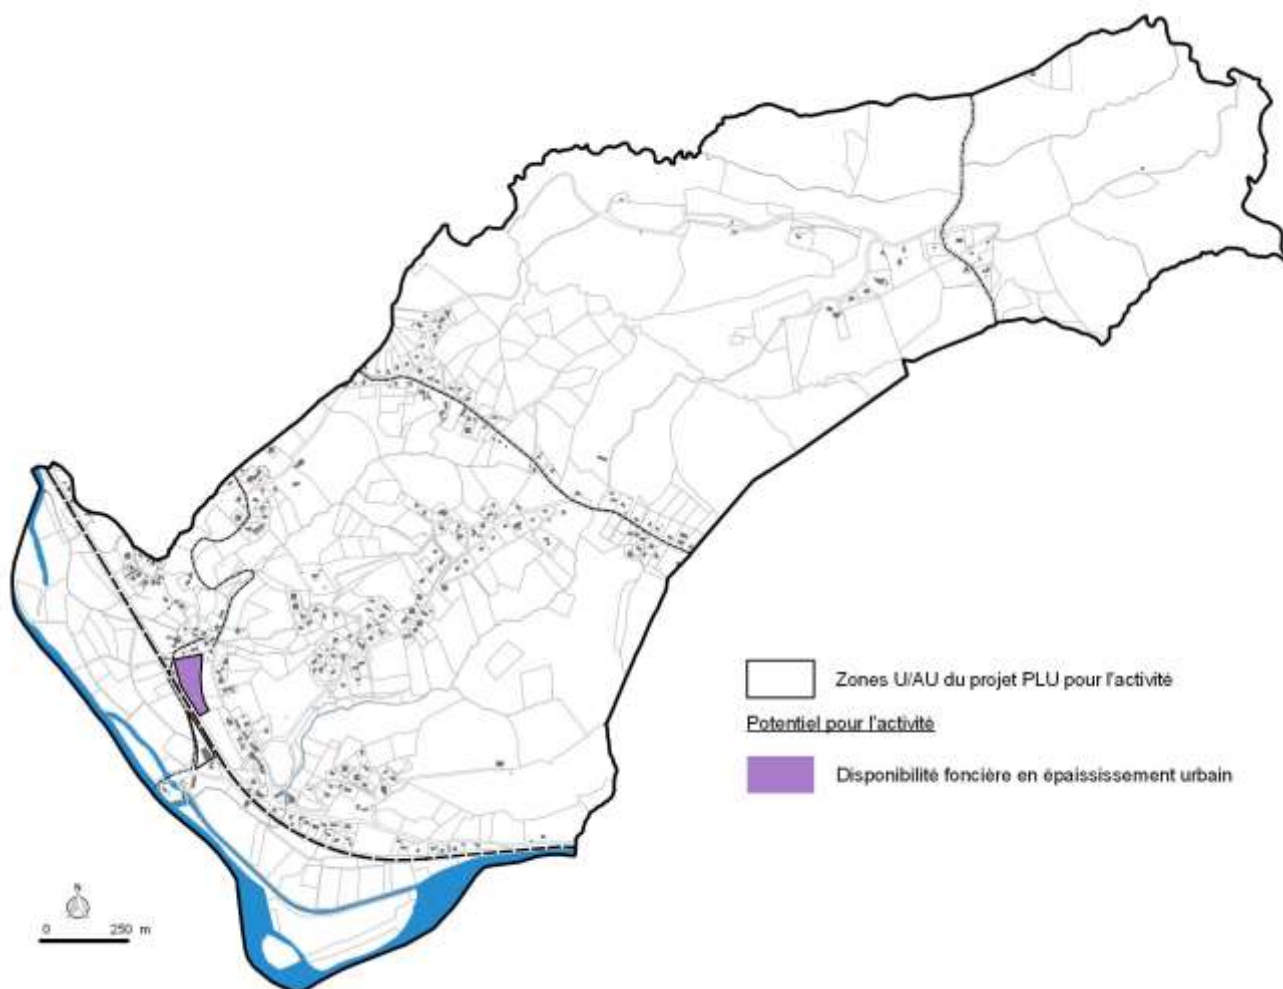 Zones U/AU du projet PLU pour l'activité
Potentiel pour l'activité
Disponibilité foncière en épaississement urbain
N
0 250 m